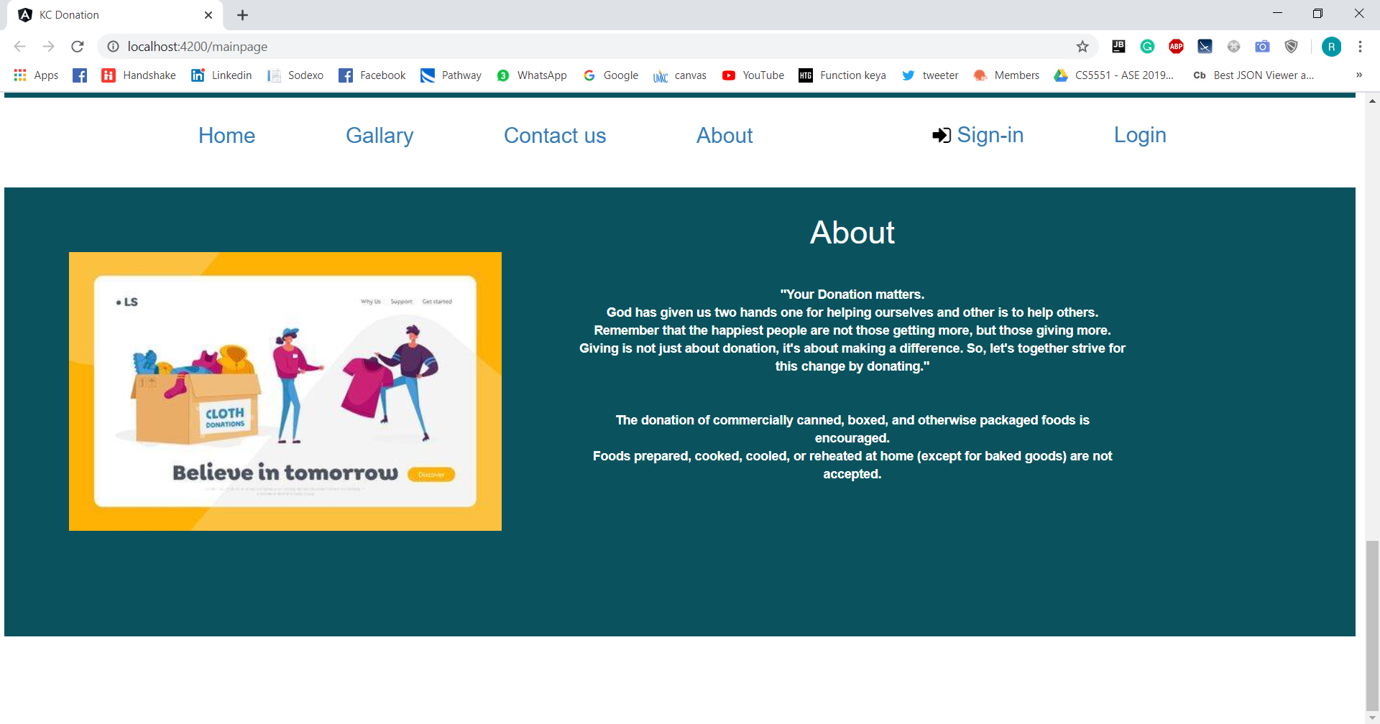 KC Donation
localhost:4200/mainpage
JB
ABP
R
Apps
Handshake
Linkedin
Sodexo
Facebook
Pathway
3 WhatsApp
Google
UMKC canvas
YouTube
HTG Function keya
tweeter
Members
CS5551 - ASE 2019...
Cb Best JSON Viewer a...
»
Home Gallary Contact us About Sign-in Login
About
LS
Why Us Support Get started
CLOTH
DONATIONS
Believe in tomorrow
Discover
"Your Donation matters.
God has given us two hands one for helping ourselves and other is to help others.
Remember that the happiest people are not those getting more, but those giving more.
Giving is not just about donation, it's about making a difference. So, let's together strive for
this change by donating."
The donation of commercially canned, boxed, and otherwise packaged foods is
encouraged.
Foods prepared, cooked, cooled, or reheated at home (except for baked goods) are not
accepted.